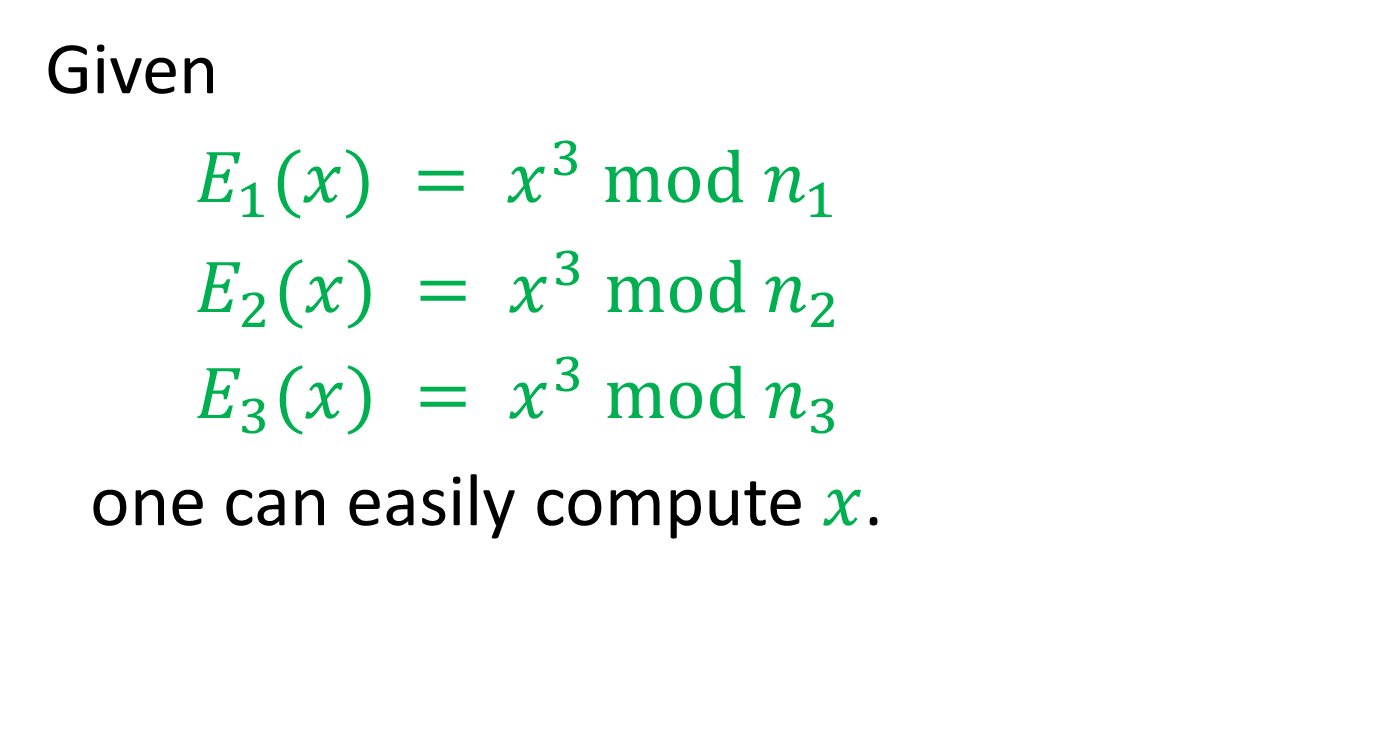 Given
E₁(x) = x³ mod n₁
E₂(x) = x³ mod n₂
E₃(x) = x³ mod n₃
one can easily compute x.